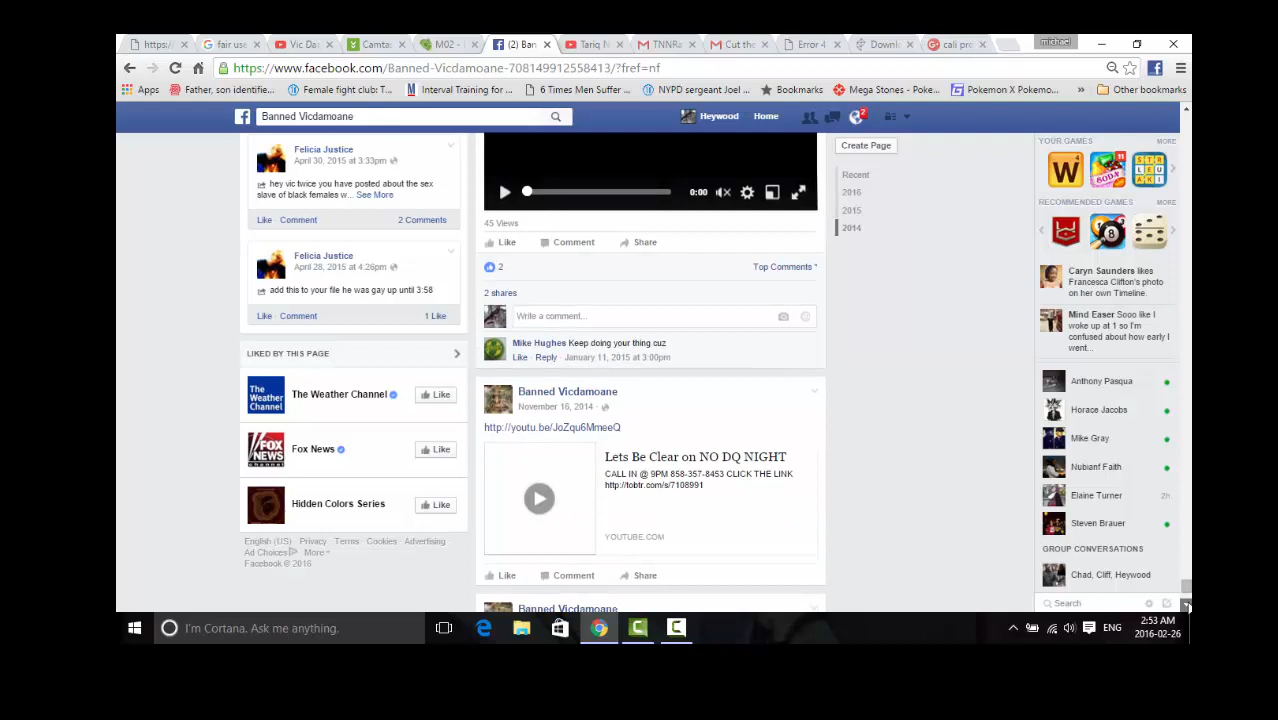 https:/
fair use
Vic Da
Camta
M02 -
(2) Ban
Tariq N
TNNRa
Cut the
Error -
Downl
cali pre
michael
https://www.facebook.com/Banned-Vicdamoane-708149912558413/?fref=nf
Apps
Father, son identifie...
Female fight club: T...
Interval Training for ...
6 Times Men Suffer ...
NYPD sergeant Joel ...
Bookmarks
Mega Stones - Poke...
Pokemon X Pokemo...
»
Other bookmarks
Banned Vicdamoane
Heywood
Home
2
Felicia Justice
April 30, 2015 at 3:33pm
hey vic twice you have posted about the sex
slave of black females w... See More
Like · Comment
2 Comments
Felicia Justice
April 28, 2015 at 4:26pm
add this to your file he was gay up until 3:58
Like · Comment
1 Like
LIKED BY THIS PAGE
The Weather Channel
The Weather Channel
Like
FOX NEWS channel
Fox News
Like
Hidden Colors Series
Like
English (US) · Privacy · Terms · Cookies · Advertising ·
Ad Choices · More
Facebook © 2016
0:00
45 Views
Like
Comment
Share
2
Top Comments
2 shares
Write a comment...
Mike Hughes Keep doing your thing cuz
Like · Reply · January 11, 2015 at 3:00pm
Banned Vicdamoane
November 16, 2014 ·
http://youtu.be/JoZqu6MmeeQ
Lets Be Clear on NO DQ NIGHT
CALL IN @ 9PM 858-357-8453 CLICK THE LINK
http://tobtr.com/s/7108991
YOUTUBE.COM
Like
Comment
Share
Banned Vicdamoane
Create Page
Recent
2016
2015
2014
YOUR GAMES
MORE
W
SODA
RECOMMENDED GAMES
MORE
8
Caryn Saunders likes
Francesca Clifton's photo
on her own Timeline.
Mind Easer Sooo like I
woke up at 1 so I'm
confused about how early I
went...
Anthony Pasqua
Horace Jacobs
Mike Gray
Nubianf Faith
Elaine Turner
2h
Steven Brauer
GROUP CONVERSATIONS
Chad, Cliff, Heywood
Search
I'm Cortana. Ask me anything.
ENG
2:53 AM
2016-02-26